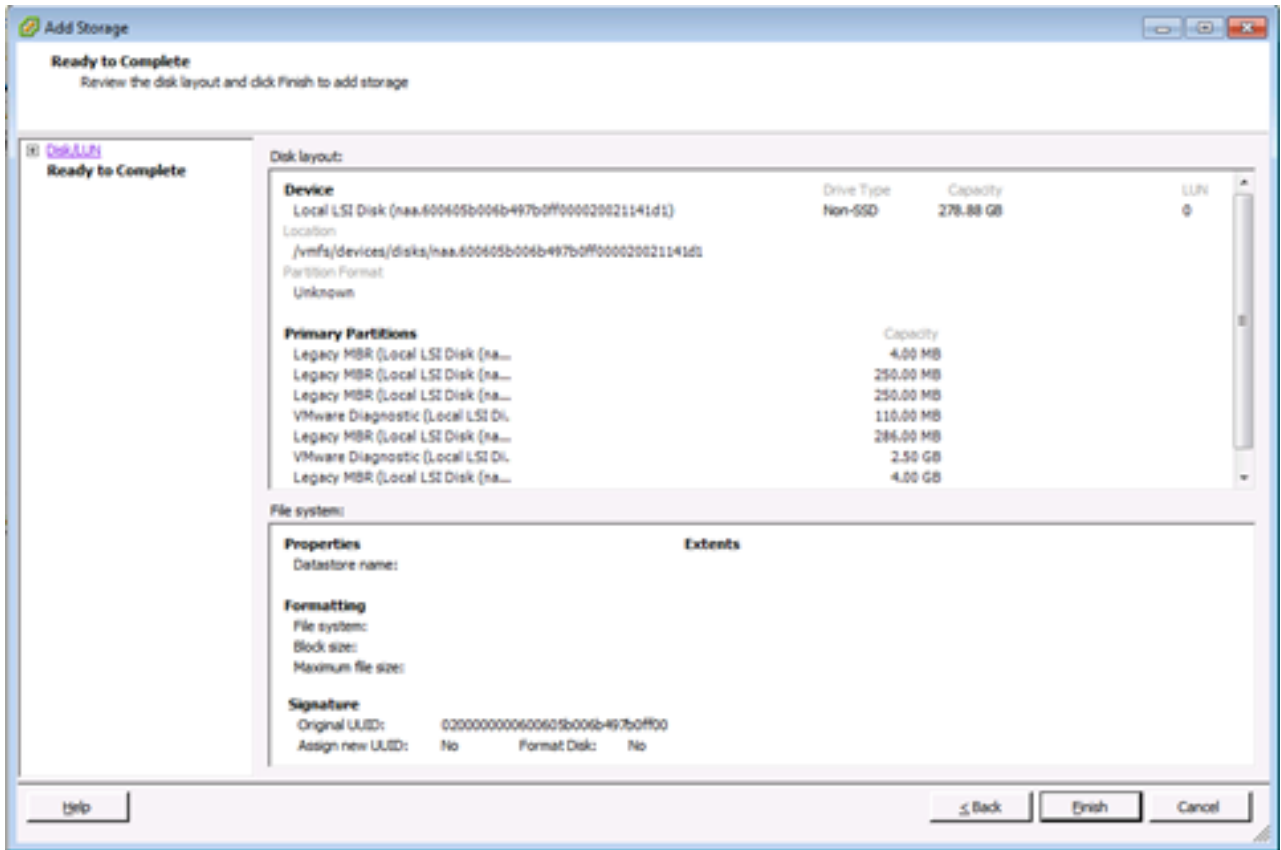 Add Storage
Ready to Complete
Review the disk layout and click Finish to add storage
Disk/LUN
Ready to Complete
Disk layout:
Device Drive Type Capacity LUN
Local LSI Disk (naa.600605b006b497b0ff000020021141d1) Non-SSD 278.88 GB 0
Location
/vmfs/devices/disks/naa.600605b006b497b0ff000020021141d1
Partition Format
Unknown
Primary Partitions Capacity
Legacy MBR (Local LSI Disk (na... 4.00 MB
Legacy MBR (Local LSI Disk (na... 250.00 MB
Legacy MBR (Local LSI Disk (na... 250.00 MB
VMware Diagnostic (Local LSI Di. 110.00 MB
Legacy MBR (Local LSI Disk (na... 286.00 MB
VMware Diagnostic (Local LSI Di. 2.50 GB
Legacy MBR (Local LSI Disk (na... 4.00 GB
File system:
Properties Extents
Datastore name:
Formatting
File system:
Block size:
Maximum file size:
Signature
Original UUID: 0200000000600605b006b497b0ff00
Assign new UUID: No Format Disk: No
Help ≤ Back Finish Cancel